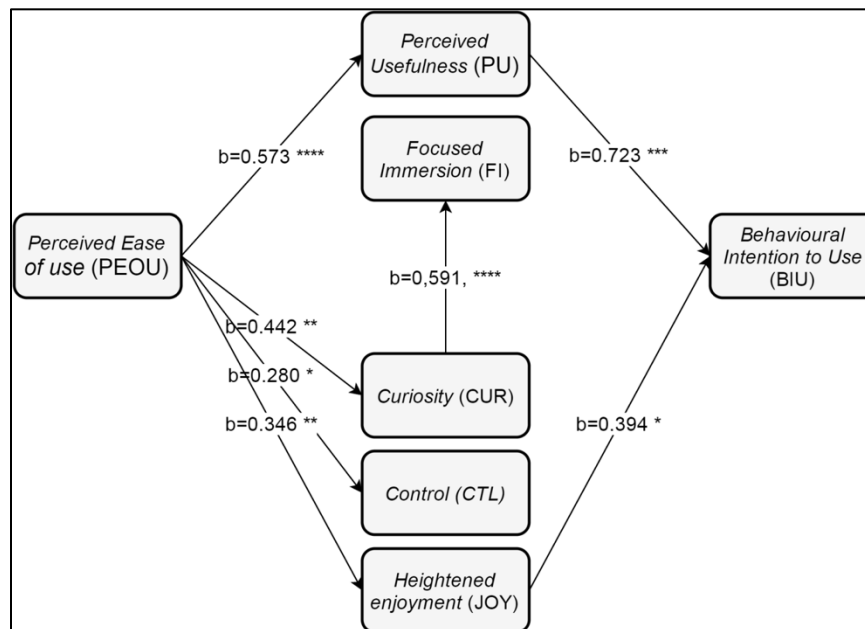 Perceived
Usefulness (PU)
b=0.573 ****
Focused
Immersion (FI)
b=0.723 ***
Perceived Ease
of use (PEOU)
Behavioural
Intention to Use
(BIU)
b=0,591, ****
b=0.442 **
b=0.280 *
Curiosity (CUR)
b=0.346 **
b=0.394 *
Control (CTL)
Heightened
enjoyment (JOY)